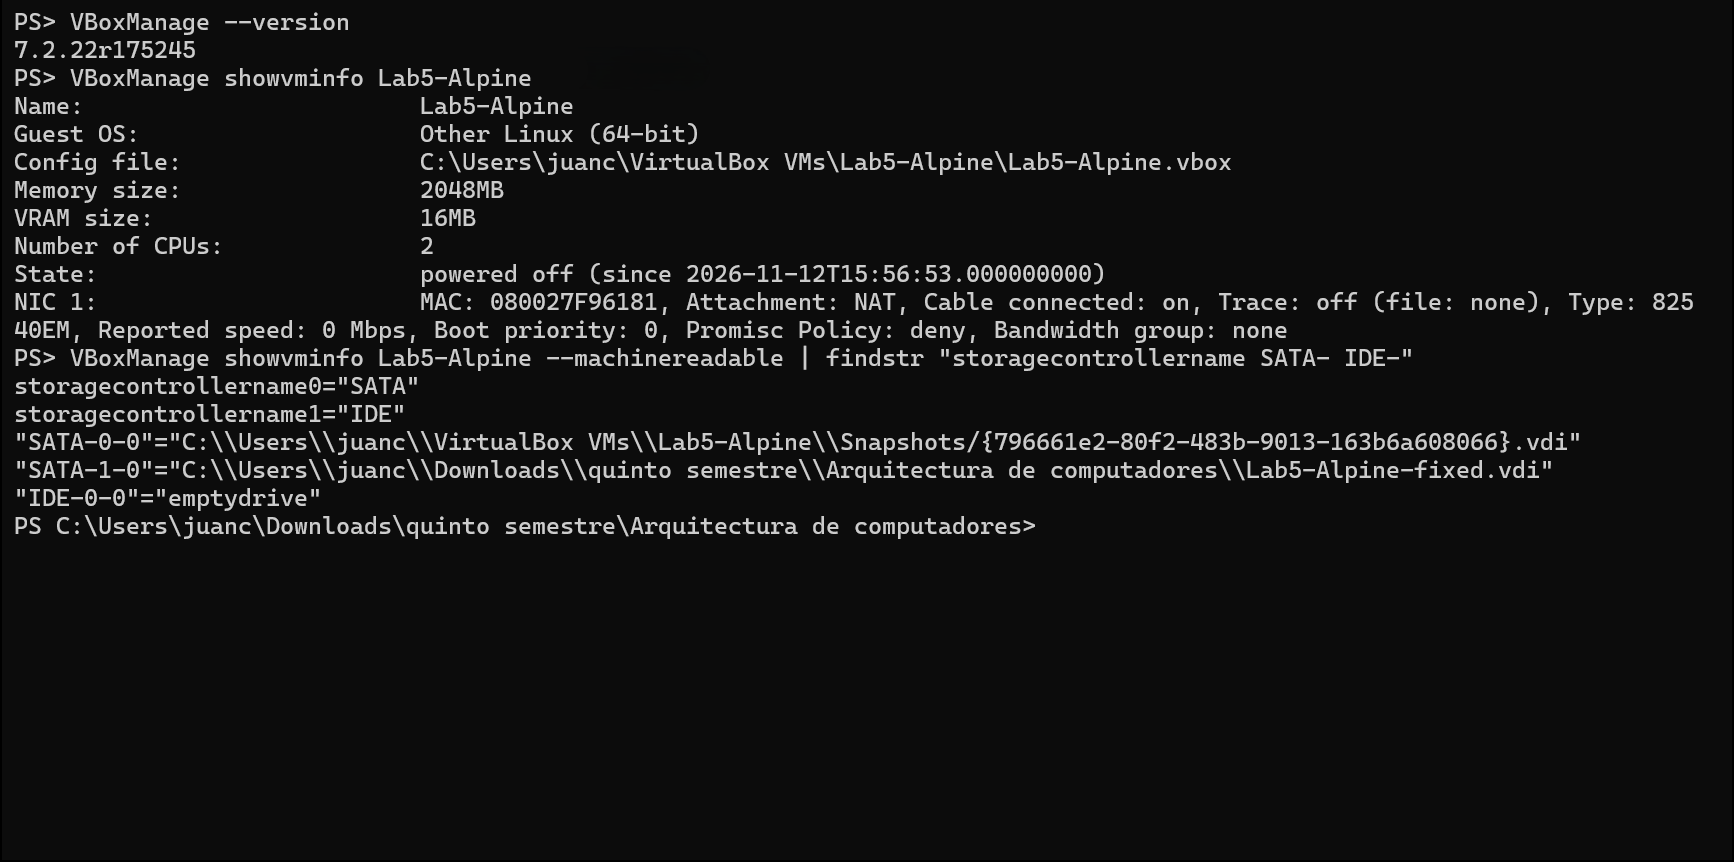 PS> VBoxManage --version
7.2.22r175245
PS> VBoxManage showvminfo Lab5-Alpine
Name:                        Lab5-Alpine
Guest OS:                    Other Linux (64-bit)
Config file:                 C:\Users\juanc\VirtualBox VMs\Lab5-Alpine\Lab5-Alpine.vbox
Memory size:                 2048MB
VRAM size:                   16MB
Number of CPUs:              2
State:                       powered off (since 2026-11-12T15:56:53.000000000)
NIC 1:                       MAC: 080027F96181, Attachment: NAT, Cable connected: on, Trace: off (file: none), Type: 825
40EM, Reported speed: 0 Mbps, Boot priority: 0, Promisc Policy: deny, Bandwidth group: none
PS> VBoxManage showvminfo Lab5-Alpine --machinereadable | findstr "storagecontrollername SATA- IDE-"
storagecontrollername0="SATA"
storagecontrollername1="IDE"
"SATA-0-0"="C:\\Users\\juanc\\VirtualBox VMs\\Lab5-Alpine\\Snapshots/{796661e2-80f2-483b-9013-163b6a608066}.vdi"
"SATA-1-0"="C:\\Users\\juanc\\Downloads\\quinto semestre\\Arquitectura de computadores\\Lab5-Alpine-fixed.vdi"
"IDE-0-0"="emptydrive"
PS C:\Users\juanc\Downloads\quinto semestre\Arquitectura de computadores>